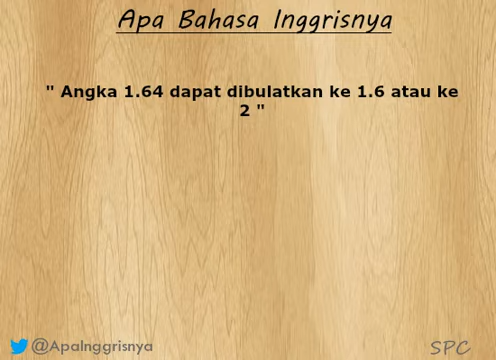 Apa Bahasa Inggrisnya
" Angka 1.64 dapat dibulatkan ke 1.6 atau ke
2 "
@ApaInggrisnya
SPC